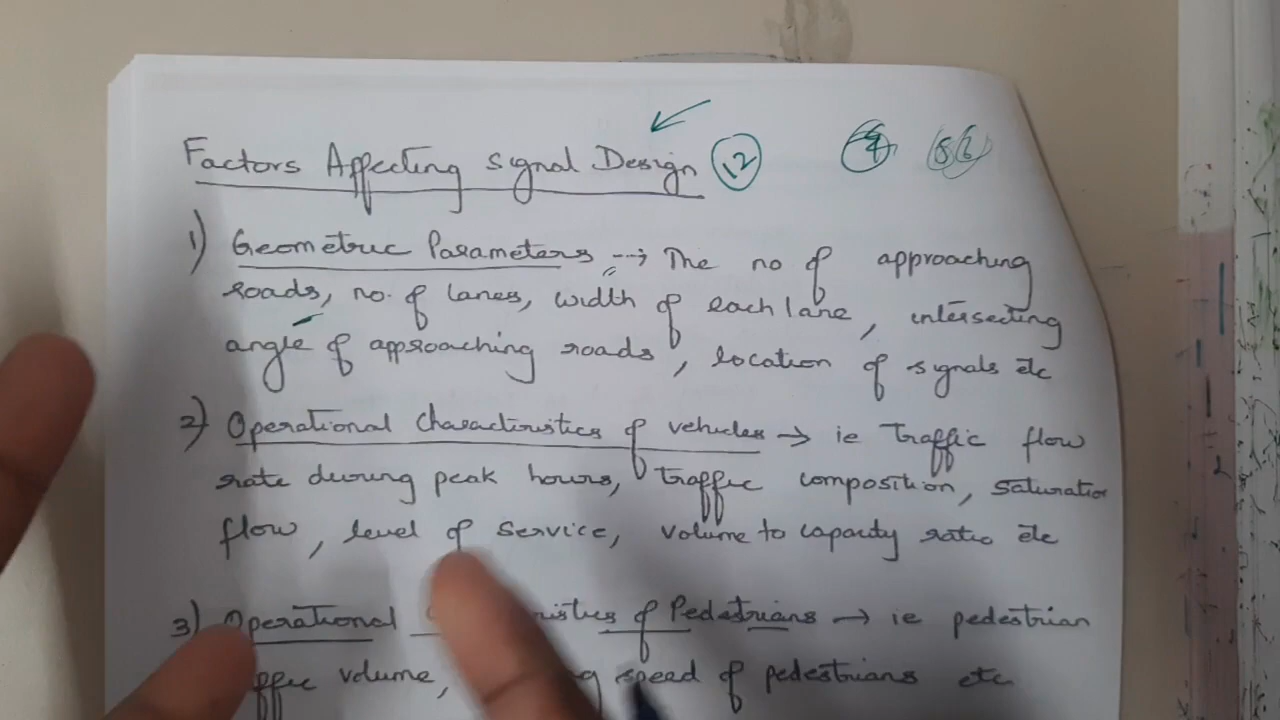 Factors Affecting Signal Design 12
1) Geometric Parameters --→ The no of approaching
roads, no. of lanes, width of each lane, intersecting
angle of approaching roads, location of signals etc
2) Operational Characteristics of vehicles → ie Traffic flow
rate during peak hours, traffic composition, saturation
flow, level of service, volume to capacity ratio etc
3) Operational of Pedestrians → ie pedestrian
volume, speed of pedestrians etc